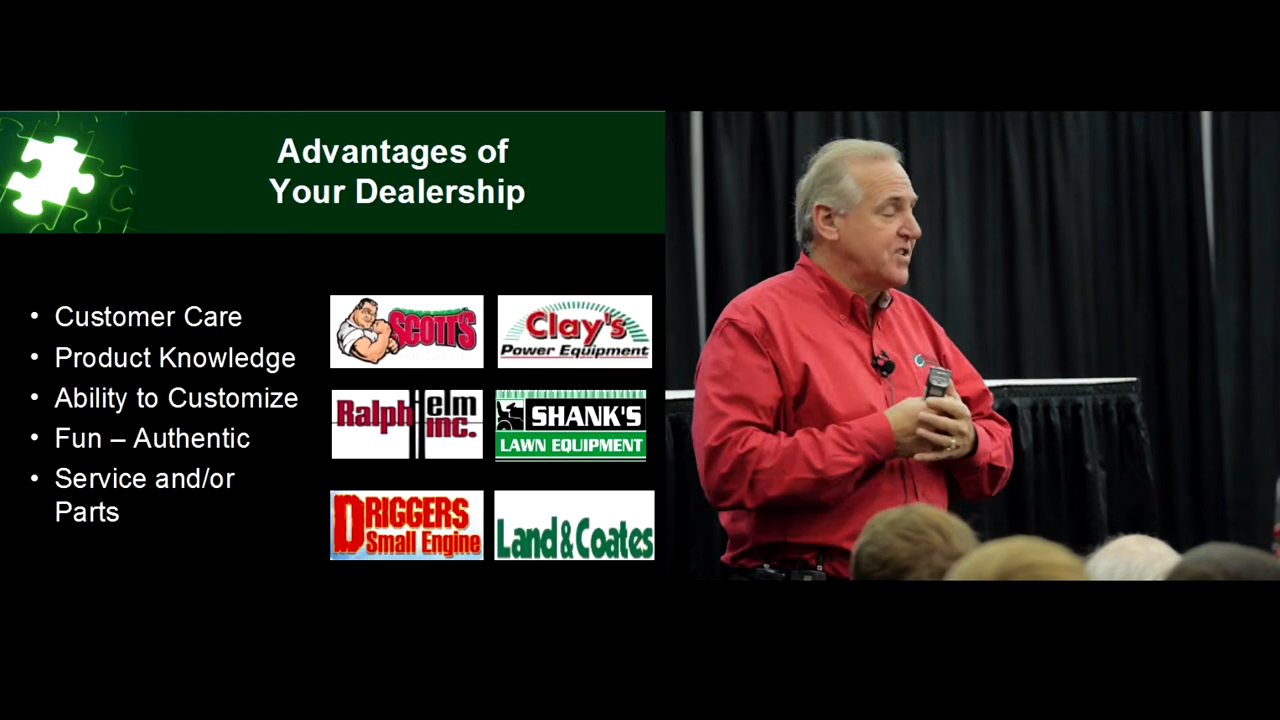 Advantages of
Your Dealership
• Customer Care
• Product Knowledge
• Ability to Customize
• Fun – Authentic
• Service and/or
Parts
SCOTT'S
Clay's
Power Equipment
Ralph Helm
inc.
SHANK'S
LAWN EQUIPMENT
DRIGGERS
Small Engine
Land & Coates